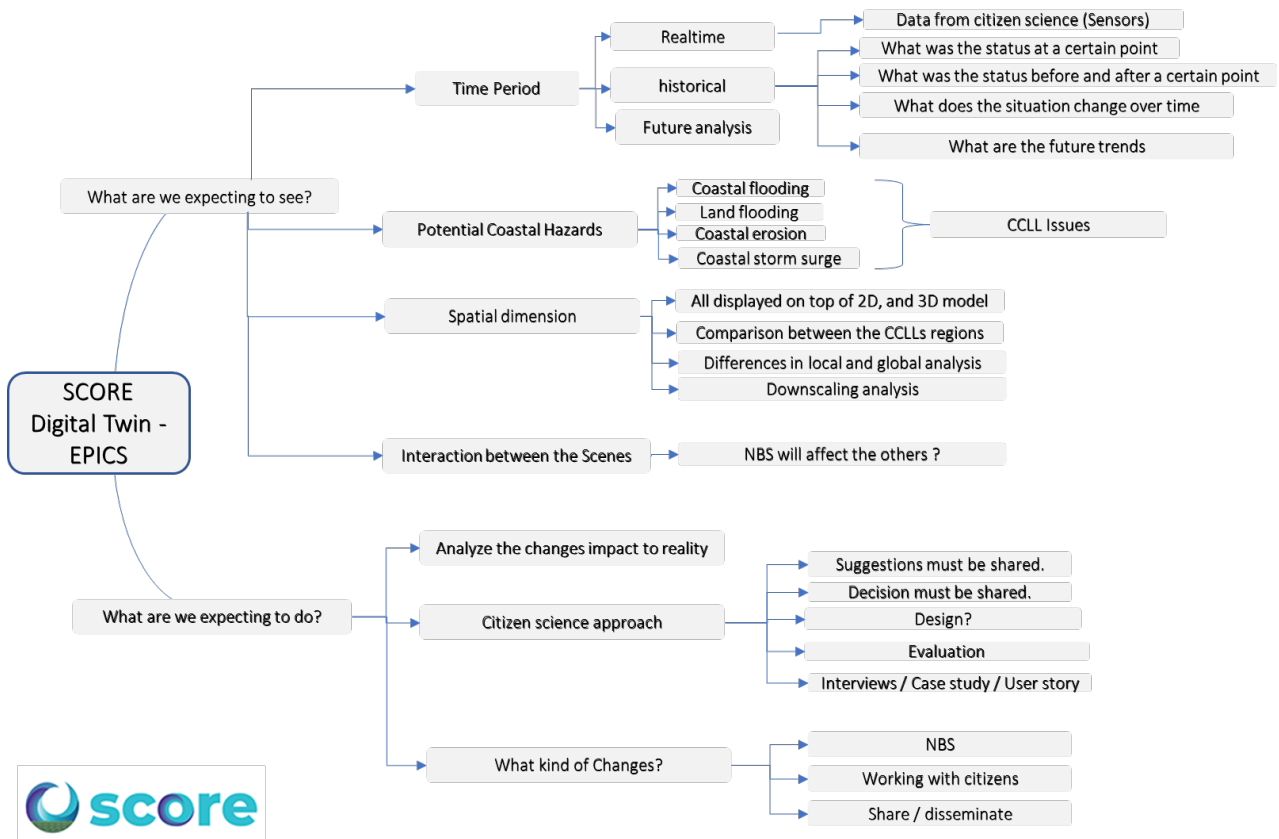 SCORE
Digital Twin -
EPICS
What are we expecting to see?
Time Period
Realtime
Data from citizen science (Sensors)
historical
What was the status at a certain point
What was the status before and after a certain point
What does the situation change over time
What are the future trends
Future analysis
Potential Coastal Hazards
Coastal flooding
Land flooding
Coastal erosion
Coastal storm surge
CCLL Issues
Spatial dimension
All displayed on top of 2D, and 3D model
Comparison between the CCLLs regions
Differences in local and global analysis
Downscaling analysis
Interaction between the Scenes
NBS will affect the others ?
What are we expecting to do?
Analyze the changes impact to reality
Citizen science approach
Suggestions must be shared.
Decision must be shared.
Design?
Evaluation
Interviews / Case study / User story
What kind of Changes?
NBS
Working with citizens
Share / disseminate
score